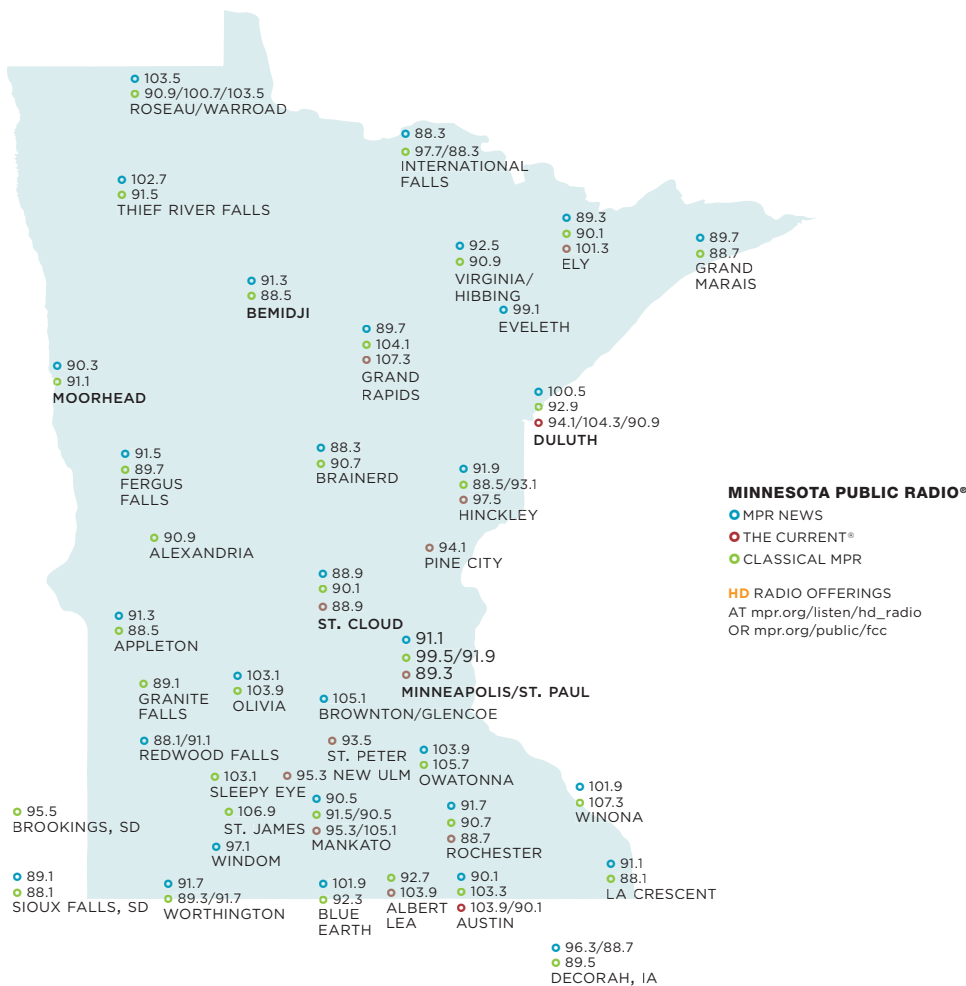 103.5
90.9/100.7/103.5
ROSEAU/WARROAD
88.3
97.7/88.3
INTERNATIONAL
FALLS
102.7
91.5
THIEF RIVER FALLS
89.3
90.1
101.3
ELY
89.7
88.7
GRAND
MARAIS
92.5
90.9
VIRGINIA/
HIBBING
91.3
88.5
BEMIDJI
99.1
EVELETH
89.7
104.1
107.3
GRAND
RAPIDS
90.3
91.1
MOORHEAD
100.5
92.9
94.1/104.3/90.9
DULUTH
91.5
89.7
FERGUS
FALLS
88.3
90.7
BRAINERD
91.9
88.5/93.1
97.5
HINCKLEY
MINNESOTA PUBLIC RADIO®
MPR NEWS
THE CURRENT®
CLASSICAL MPR
HD RADIO OFFERINGS
AT mpr.org/listen/hd_radio
OR mpr.org/public/fcc
90.9
ALEXANDRIA
94.1
PINE CITY
88.9
90.1
88.9
ST. CLOUD
91.3
88.5
APPLETON
91.1
99.5/91.9
89.3
MINNEAPOLIS/ST. PAUL
89.1
GRANITE
FALLS
103.1
103.9
OLIVIA
105.1
BROWNTON/GLENCOE
88.1/91.1
REDWOOD FALLS
93.5
ST. PETER
103.9
105.7
OWATONNA
103.1
SLEEPY EYE
95.3 NEW ULM
101.9
107.3
WINONA
95.5
BROOKINGS, SD
106.9
ST. JAMES
90.5
91.5/90.5
95.3/105.1
MANKATO
91.7
90.7
88.7
ROCHESTER
97.1
WINDOM
91.1
88.1
LA CRESCENT
89.1
88.1
SIOUX FALLS, SD
91.7
89.3/91.7
WORTHINGTON
101.9
92.3
BLUE
EARTH
92.7
103.9
ALBERT
LEA
90.1
103.3
103.9/90.1
AUSTIN
96.3/88.7
89.5
DECORAH, IA